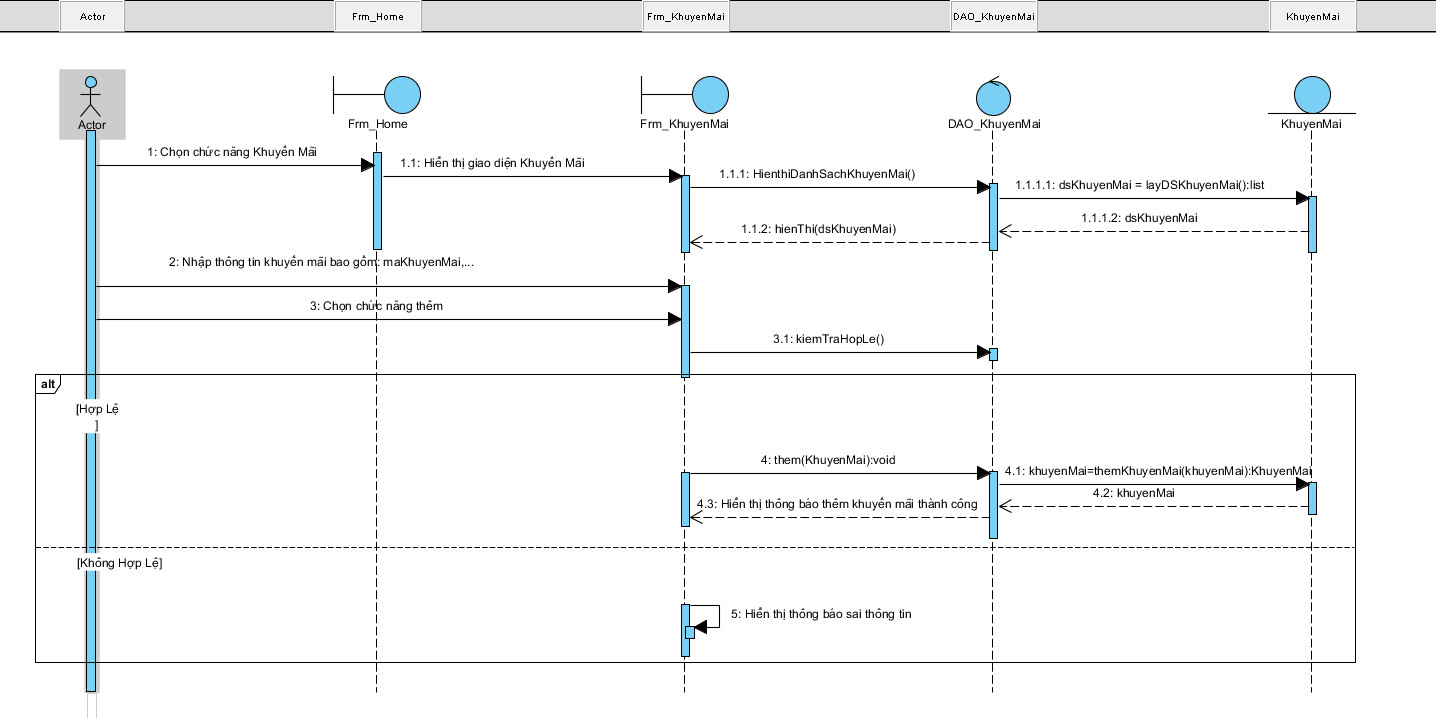 Actor
Frm_Home
Frm_KhuyenMai
DAO_KhuyenMai
KhuyenMai
Actor
Frm_Home
Frm_KhuyenMai
DAO_KhuyenMai
KhuyenMai
1: Chọn chức năng Khuyến Mãi
1.1: Hiển thị giao diện Khuyến Mãi
1.1.1: HienthiDanhSachKhuyenMai()
1.1.1.1: dsKhuyenMai = layDSKhuyenMai():list
1.1.1.2: dsKhuyenMai
1.1.2: hienThi(dsKhuyenMai)
2: Nhập thông tin khuyến mãi bao gồm: maKhuyenMai,...
3: Chọn chức năng thêm
3.1: kiemTraHopLe()
alt
[Hợp Lệ
]
4: them(KhuyenMai):void
4.1: khuyenMai=themKhuyenMai(khuyenMai):KhuyenMai
4.2: khuyenMai
4.3: Hiển thị thông báo thêm khuyến mãi thành công
[Không Hợp Lệ]
5: Hiển thị thông báo sai thông tin